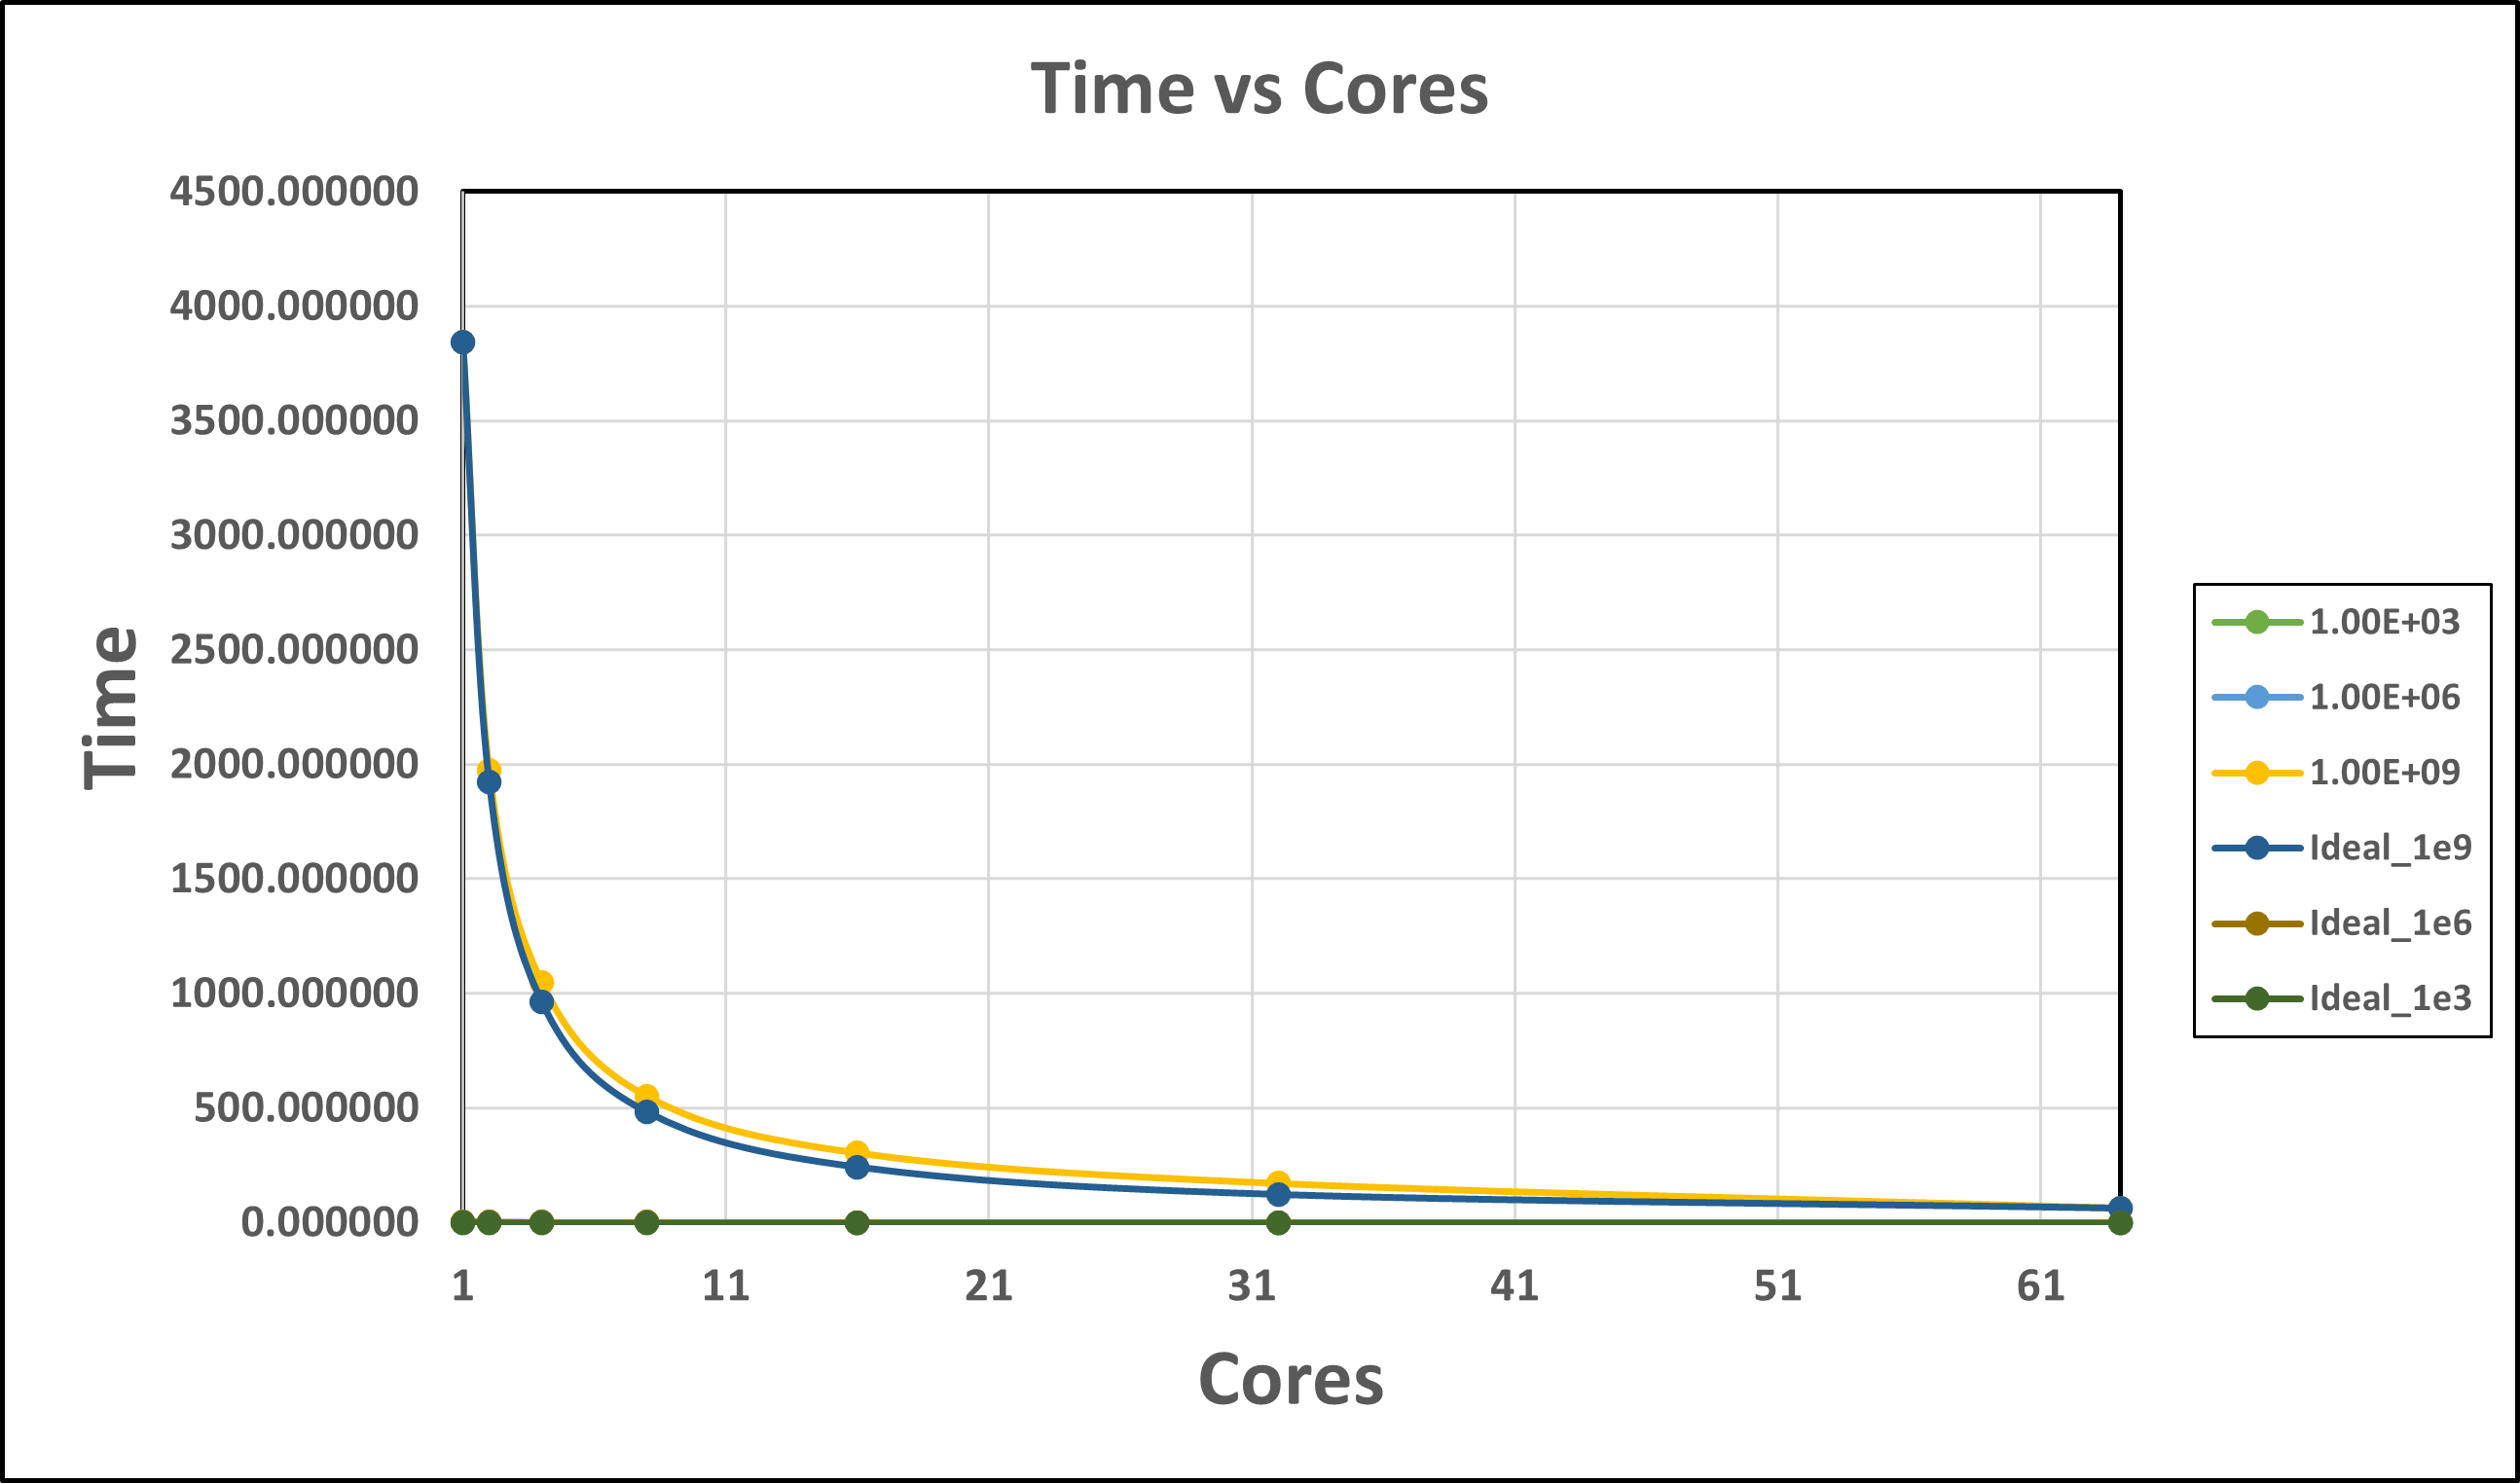 Time vs Cores
4500.000000
4000.000000
3500.000000
3000.000000
2500.000000
2000.000000
1500.000000
1000.000000
500.000000
0.000000
Time
1 11 21 31 41 51 61
Cores
1.00E+03
1.00E+06
1.00E+09
Ideal_1e9
Ideal_1e6
Ideal_1e3